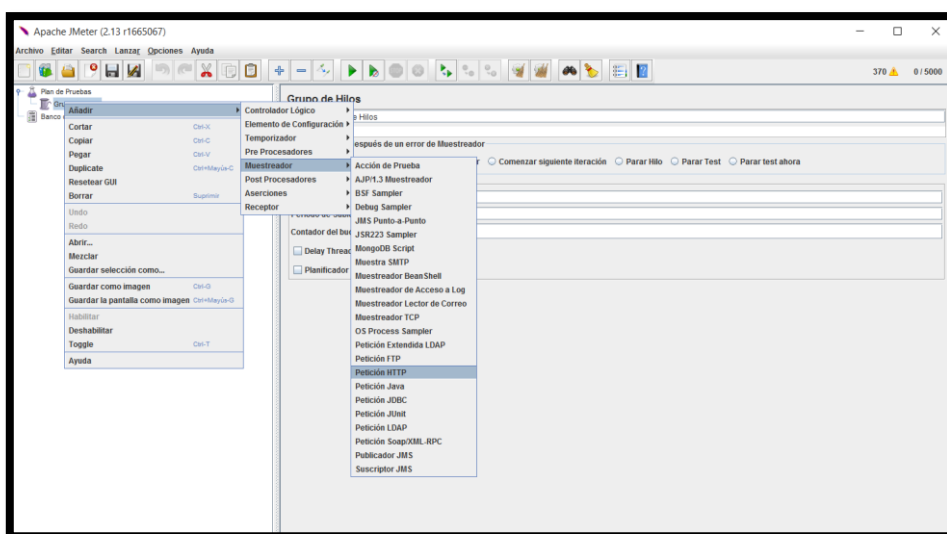 Apache JMeter (2.13 r1665067)
Archivo Editar Search Lanzar Opciones Ayuda
370 0 / 5000
Plan de Pruebas
Gru
Banco
Añadir
Cortar Ctrl-X
Copiar Ctrl-C
Pegar Ctrl-V
Duplicate Ctrl+Mayús-C
Resetear GUI
Borrar Suprimir
Undo
Redo
Abrir...
Mezclar
Guardar selección como...
Guardar como imagen Ctrl-G
Guardar la pantalla como imagen Ctrl+Mayús-G
Habilitar
Deshabilitar
Toggle Ctrl-T
Ayuda
Controlador Lógico
Elemento de Configuración
Temporizador
Pre Procesadores
Muestreador
Post Procesadores
Aserciones
Receptor
Acción de Prueba
AJP/1.3 Muestreador
BSF Sampler
Debug Sampler
JMS Punto-a-Punto
JSR223 Sampler
MongoDB Script
Muestra SMTP
Muestreador BeanShell
Muestreador de Acceso a Log
Muestreador Lector de Correo
Muestreador TCP
OS Process Sampler
Petición Extendida LDAP
Petición FTP
Petición HTTP
Petición Java
Petición JDBC
Petición JUnit
Petición LDAP
Petición Soap/XML-RPC
Publicador JMS
Suscriptor JMS
Grupo de Hilos
e Hilos
espués de un error de Muestreador
r Comenzar siguiente iteración Parar Hilo Parar Test Parar test ahora
Contador del bu
Delay Threa
Planificador